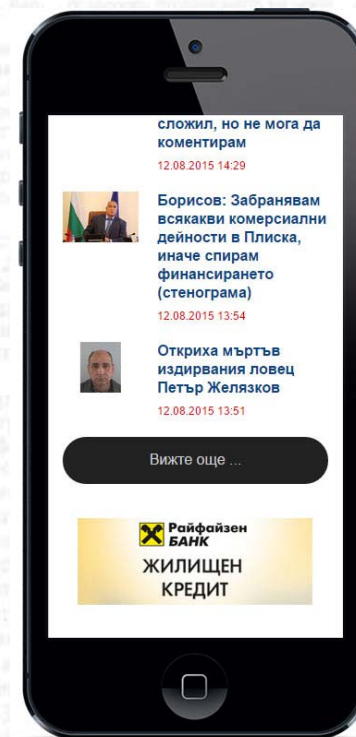 сложил, но не мога да
коментирам
12.08.2015 14:29
Борисов: Забранявам
всякакви комерсиални
дейности в Плиска,
иначе спирам
финансирането
(стенограма)
12.08.2015 13:54
Откриха мъртъв
издирвания ловец
Петър Желязков
12.08.2015 13:51
Вижте още ...
Райфайзен
БАНК
ЖИЛИЩЕН
КРЕДИТ